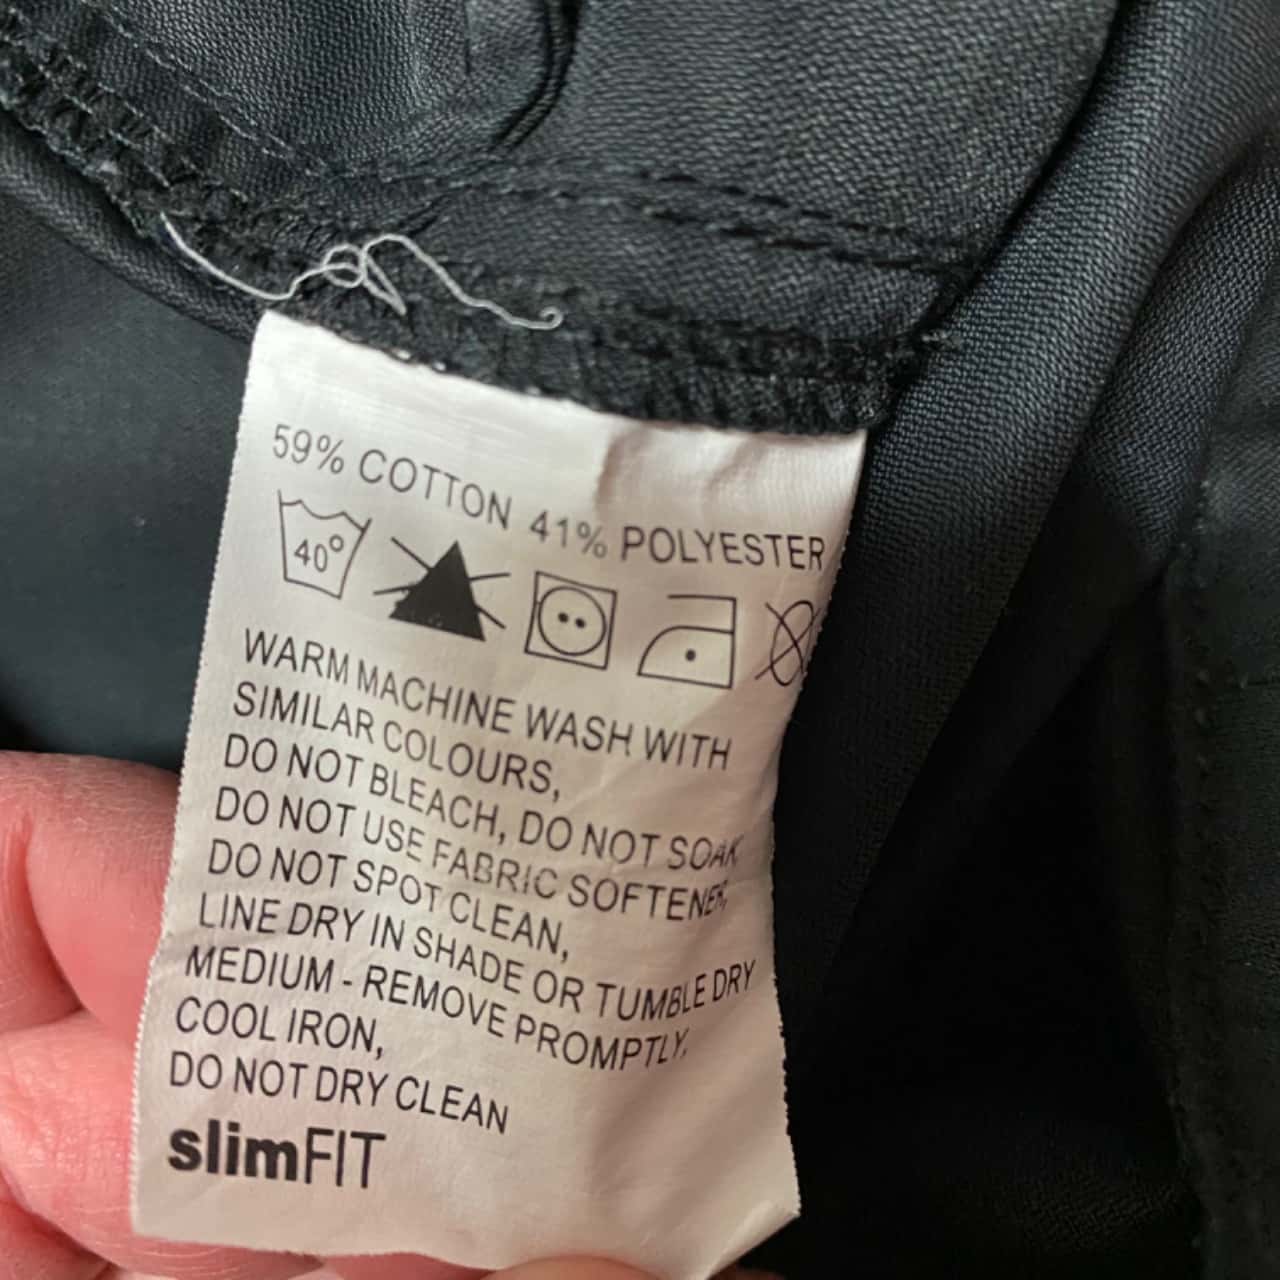 59% COTTON 41% POLYESTER
40°
WARM MACHINE WASH WITH
SIMILAR COLOURS,
DO NOT BLEACH, DO NOT SOAK
DO NOT USE FABRIC SOFTENER,
DO NOT SPOT CLEAN,
LINE DRY IN SHADE OR TUMBLE DRY
MEDIUM - REMOVE PROMPTLY,
COOL IRON,
DO NOT DRY CLEAN
slimFIT